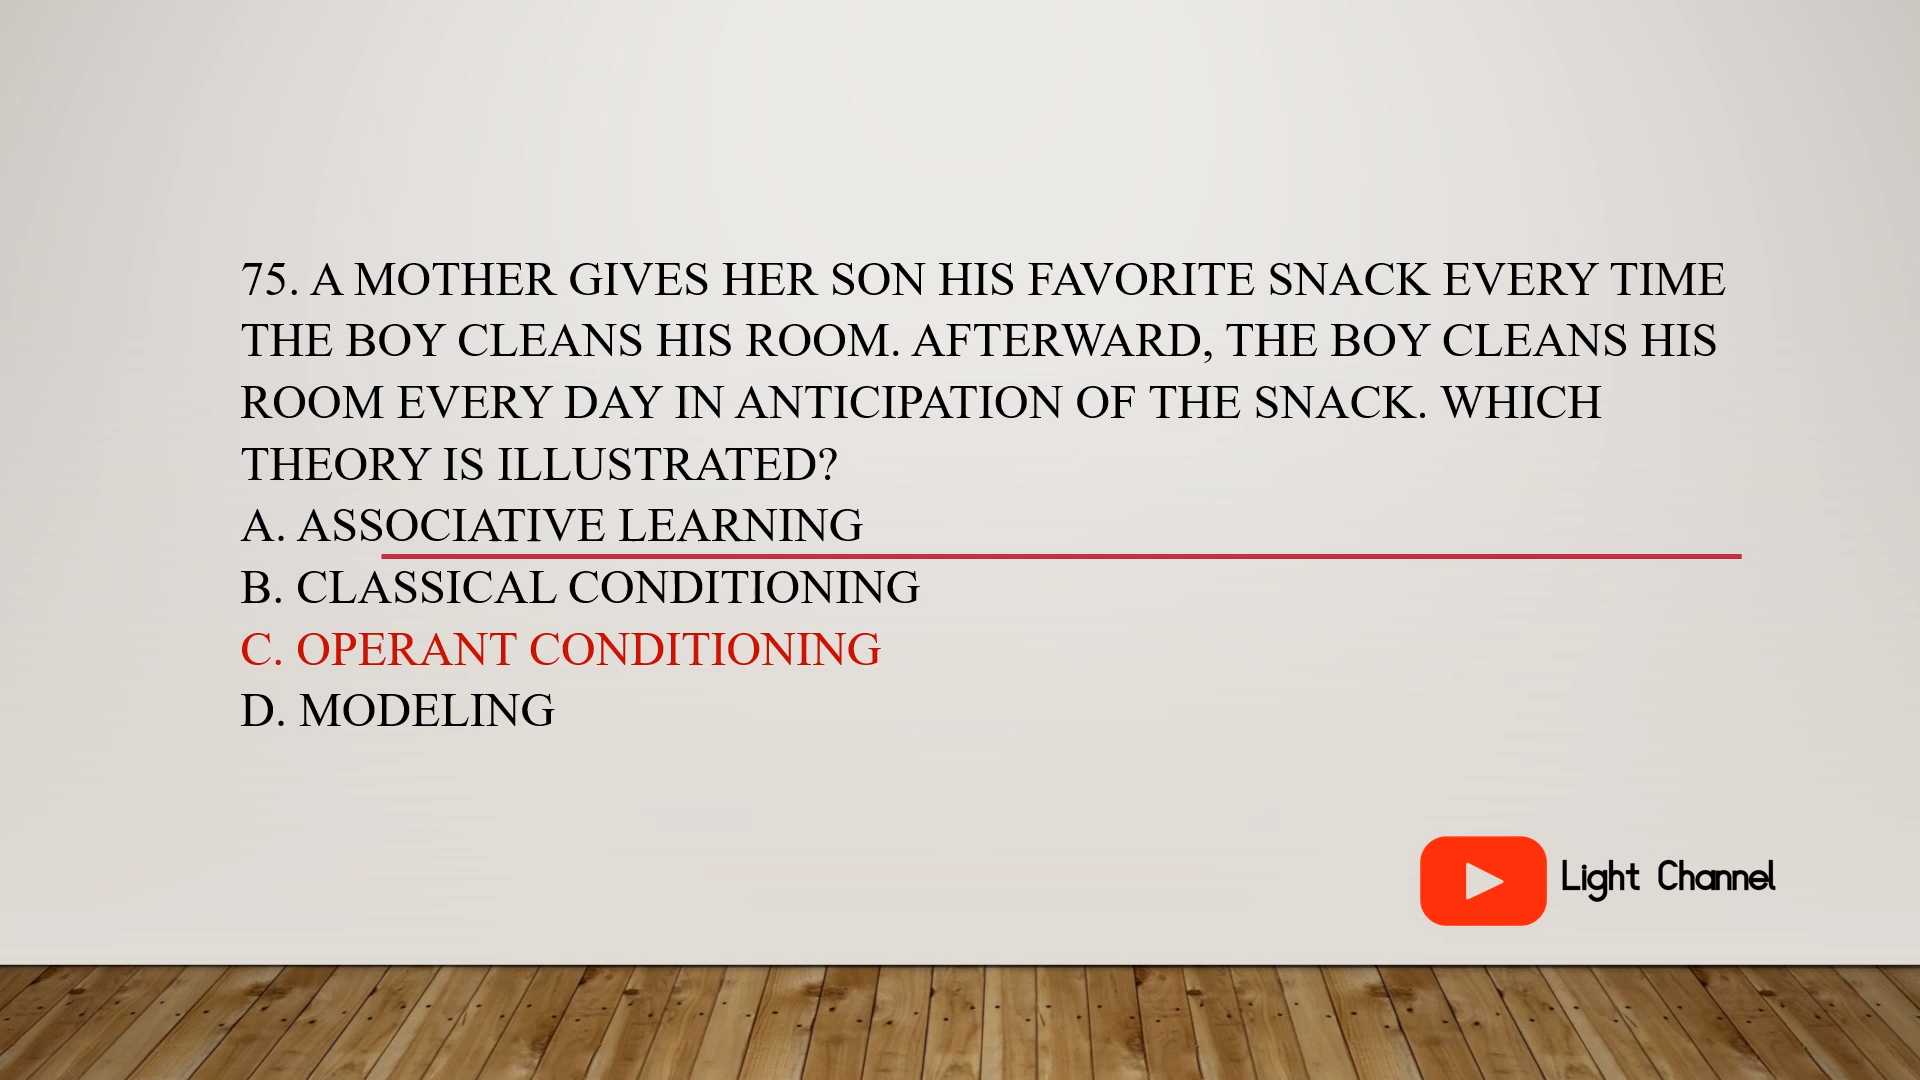 75. A MOTHER GIVES HER SON HIS FAVORITE SNACK EVERY TIME
THE BOY CLEANS HIS ROOM. AFTERWARD, THE BOY CLEANS HIS
ROOM EVERY DAY IN ANTICIPATION OF THE SNACK. WHICH
THEORY IS ILLUSTRATED?
A. ASSOCIATIVE LEARNING
B. CLASSICAL CONDITIONING
C. OPERANT CONDITIONING
D. MODELING
Light Channel